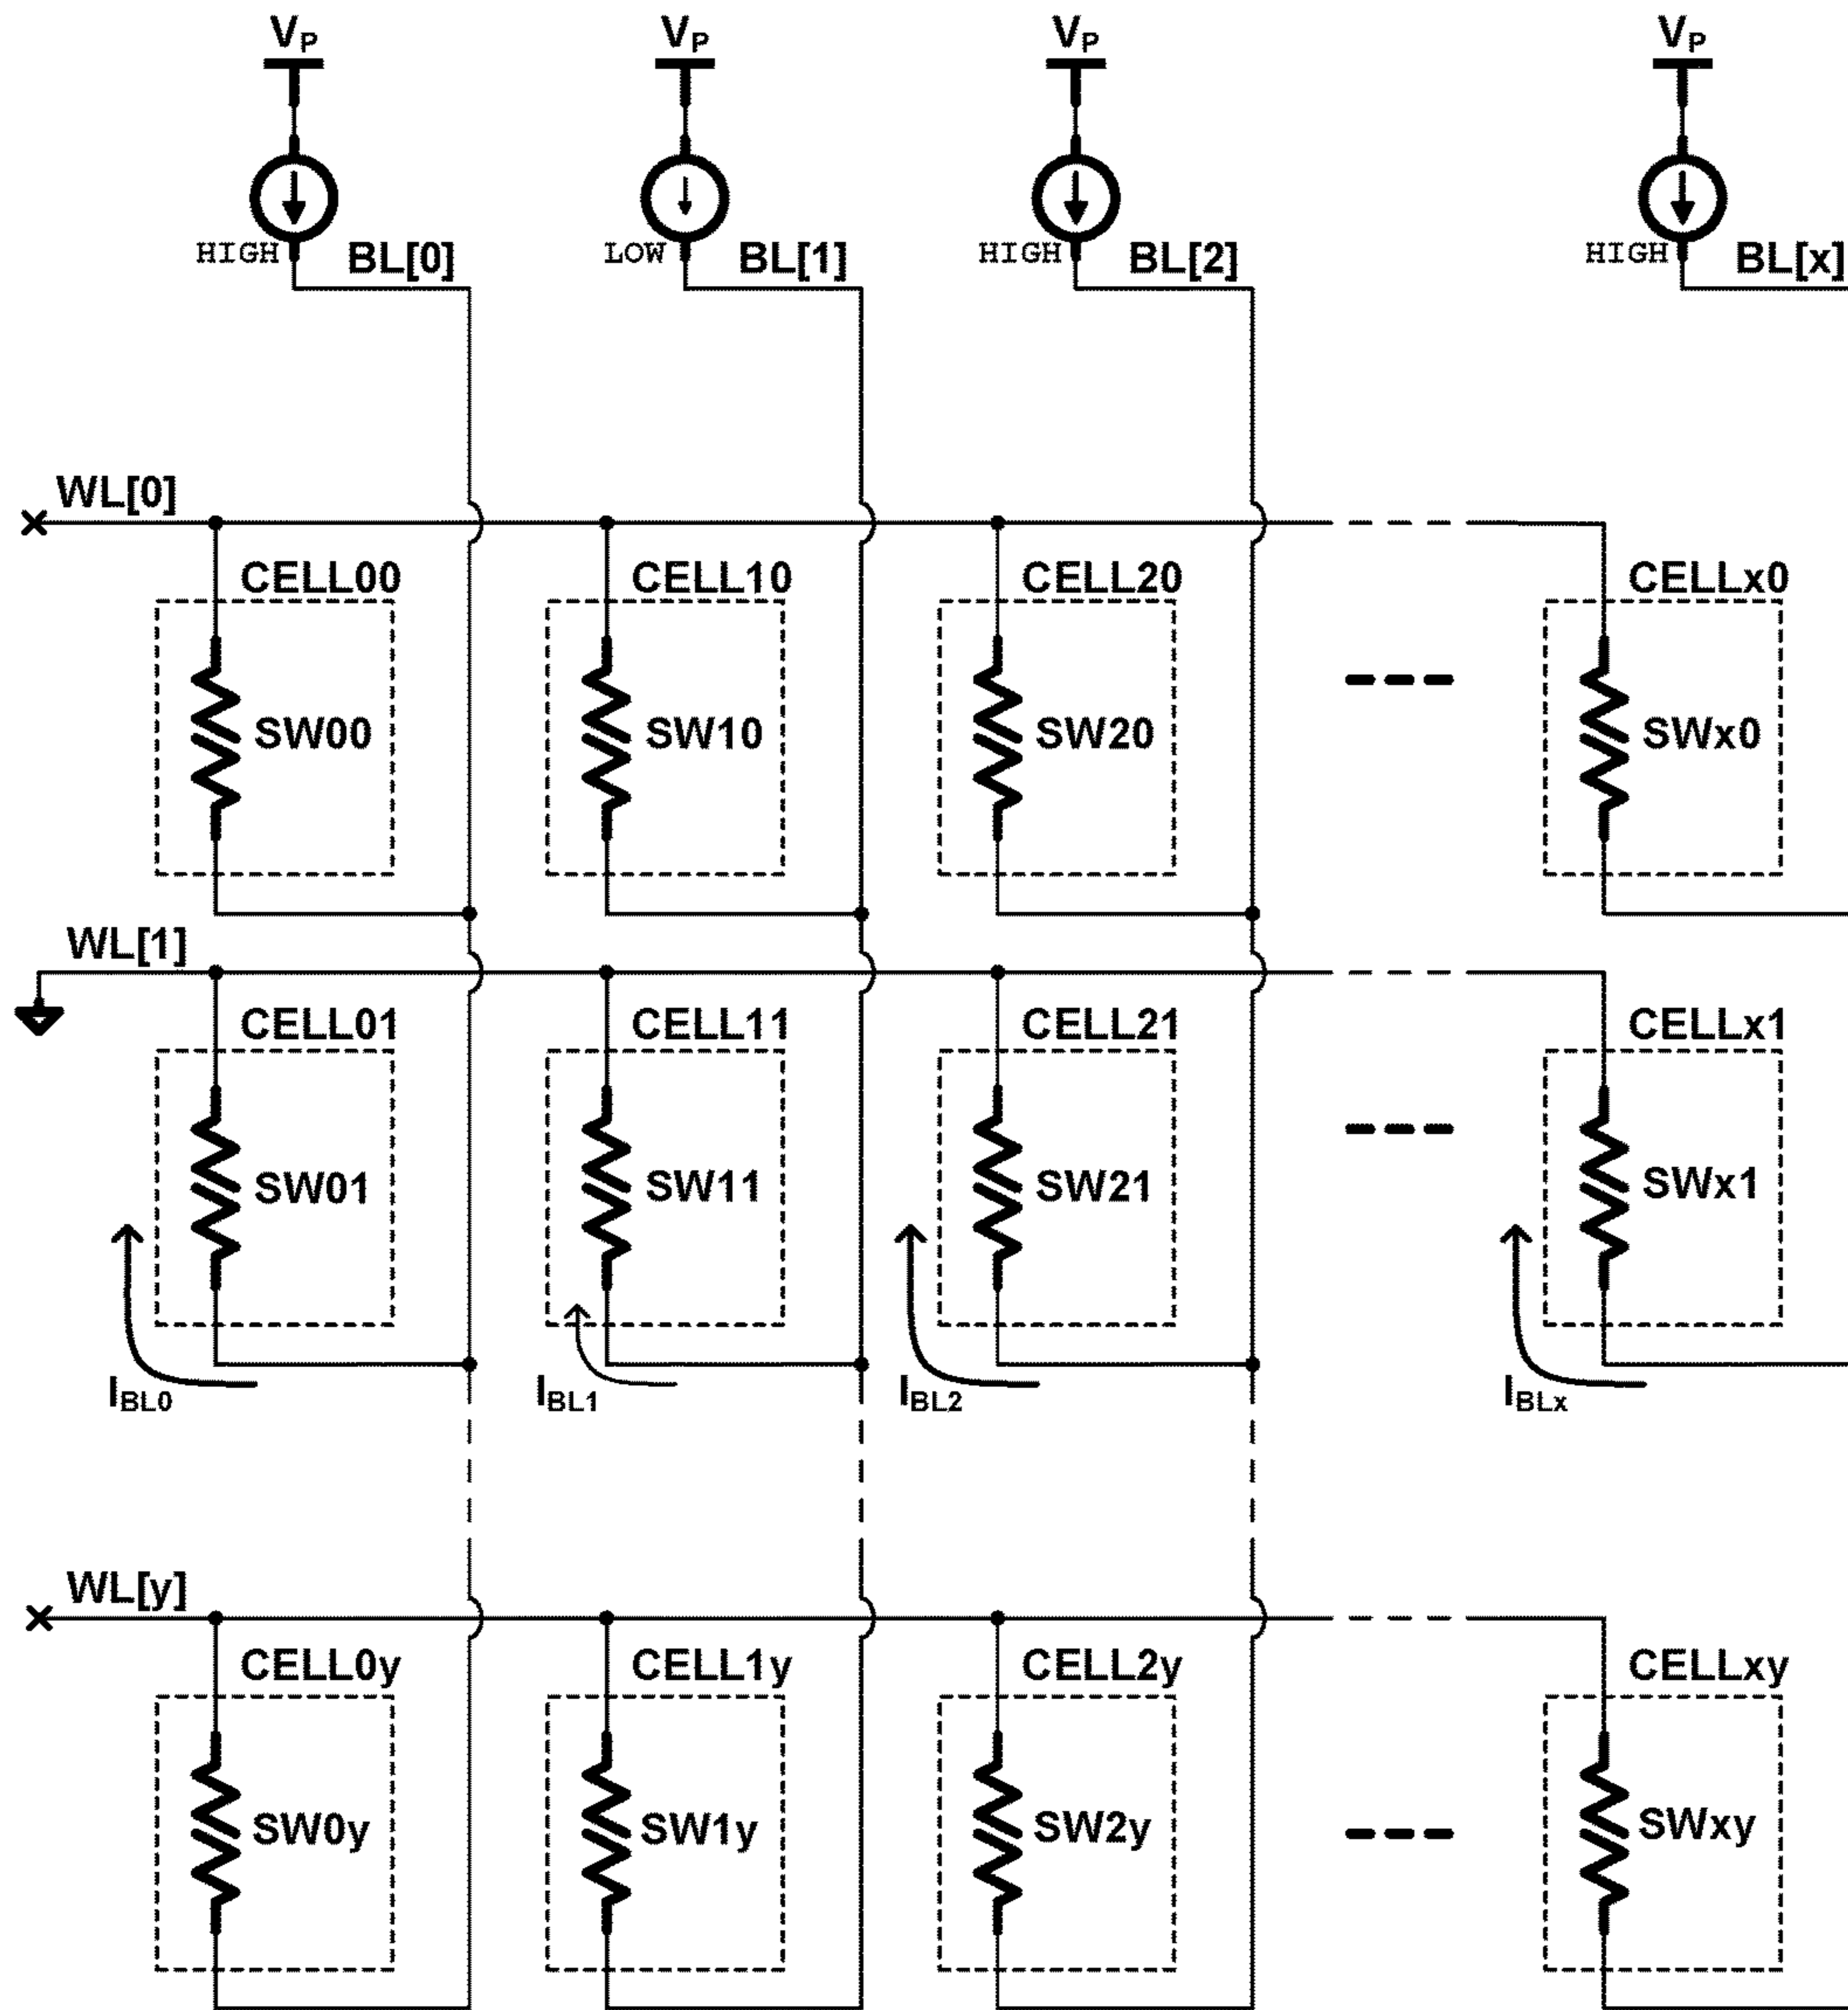 VP VP VP VP
HIGH BL[0] LOW BL[1] HIGH BL[2] HIGH BL[x]
WL[0]
CELL00 CELL10 CELL20 CELLx0
SW00 SW10 SW20 SWx0
WL[1]
CELL01 CELL11 CELL21 CELLx1
SW01 SW11 SW21 SWx1
IBL0 IBL1 IBL2 IBLx
WL[y]
CELL0y CELL1y CELL2y CELLxy
SW0y SW1y SW2y SWxy